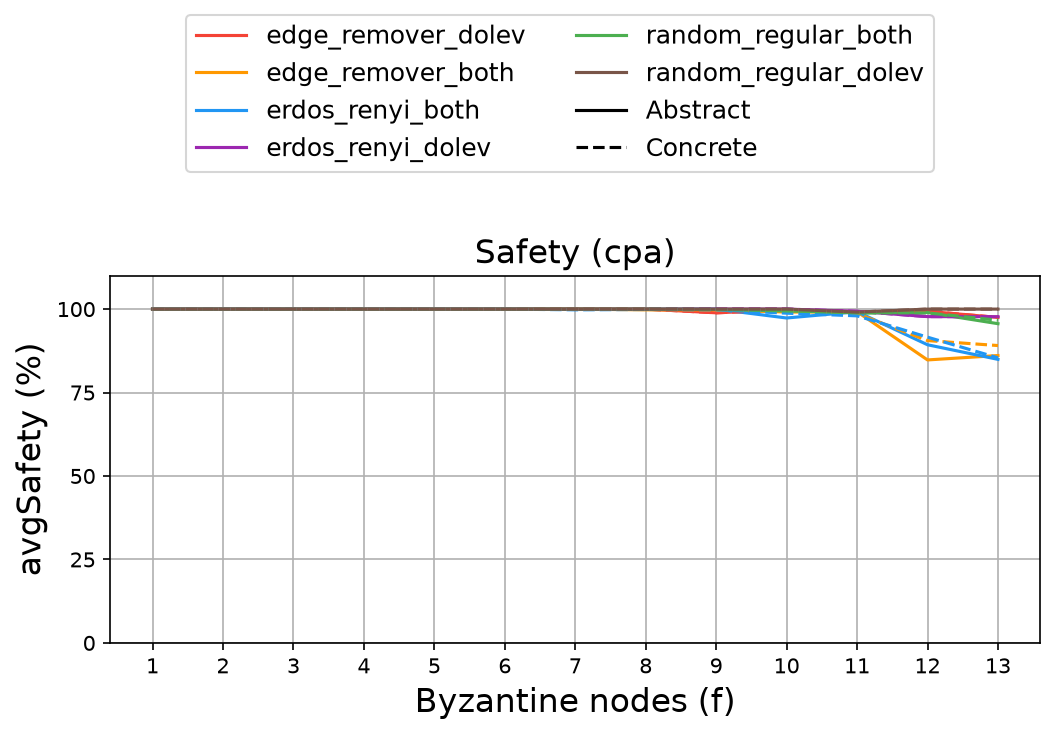 edge_remover_dolev
edge_remover_both
erdos_renyi_both
erdos_renyi_dolev
random_regular_both
random_regular_dolev
Abstract
Concrete
Safety (cpa)
avgSafety (%)
100
75
50
25
0
1 2 3 4 5 6 7 8 9 10 11 12 13
Byzantine nodes (f)